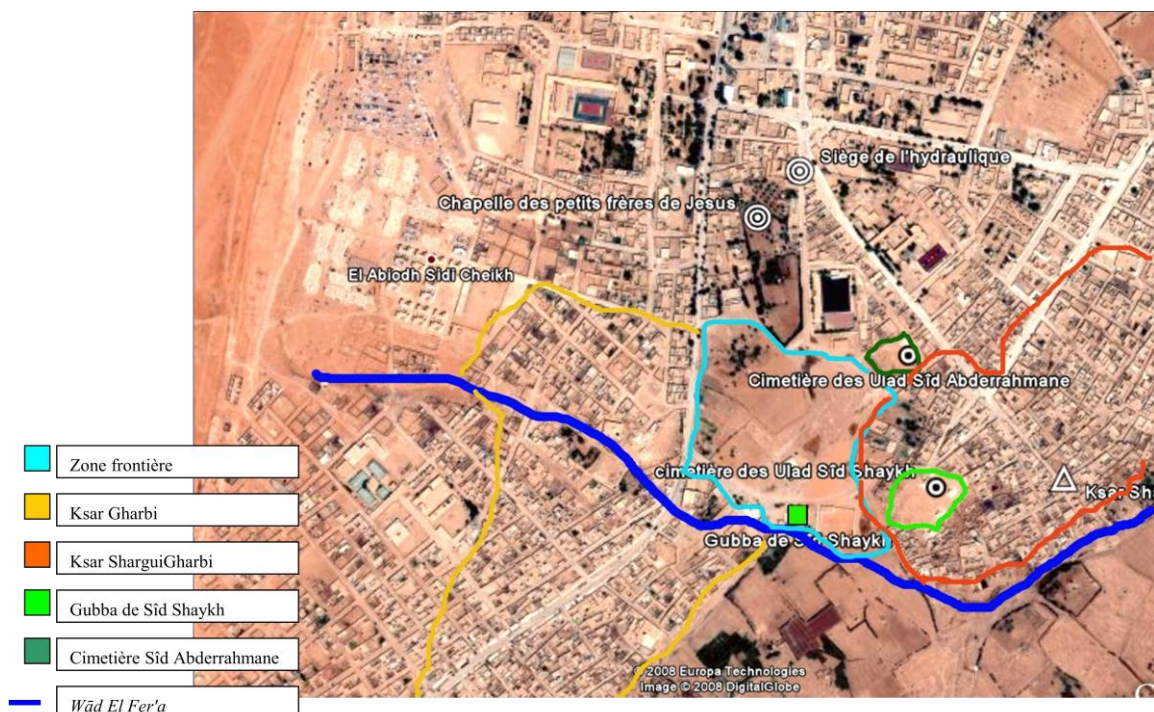 Siège de l'hydraulique
Chapelle des petits frères de Jesus
El Abiodh Sidi Cheikh
Cimetière des Ulad Sîd Abderrahmane
cimetière des Ulad Sîd Shaykh
Ksar Sha
Gubba de Sîd Shaykh
Zone frontière
Ksar Gharbi
Ksar SharguiGharbi
Gubba de Sîd Shaykh
Cimetière Sîd Abderrahmane
Wād El Fer'a
© 2008 Europa Technologies
Image © 2008 DigitalGlobe